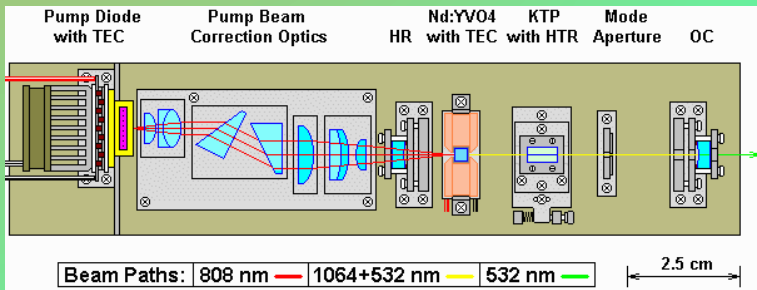 Pump Diode
with TEC
Pump Beam
Correction Optics
HR
Nd:YVO4
with TEC
KTP
with HTR
Mode
Aperture
OC
Beam Paths: 808 nm 1064+532 nm 532 nm
2.5 cm